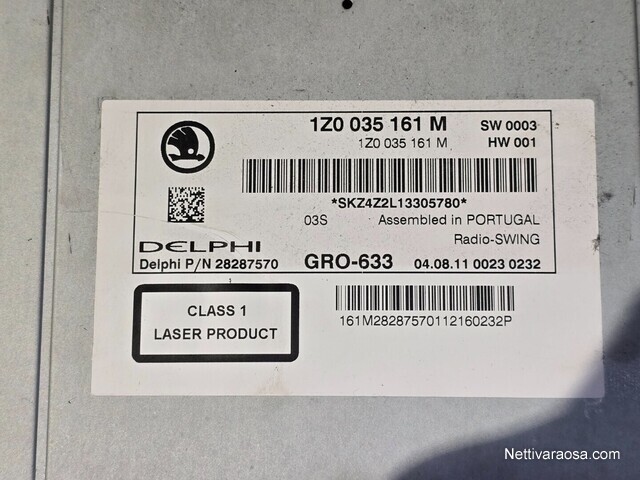 1Z0 035 161 M SW 0003
1Z0 035 161 M HW 001
*SKZ4Z2L13305780*
03S Assembled in PORTUGAL
Radio-SWING
DELPHI
Delphi P/N 28287570 GRO-633 04.08.11 0023 0232
CLASS 1
LASER PRODUCT
161M28287570112160232P
Nettivaraosa.com